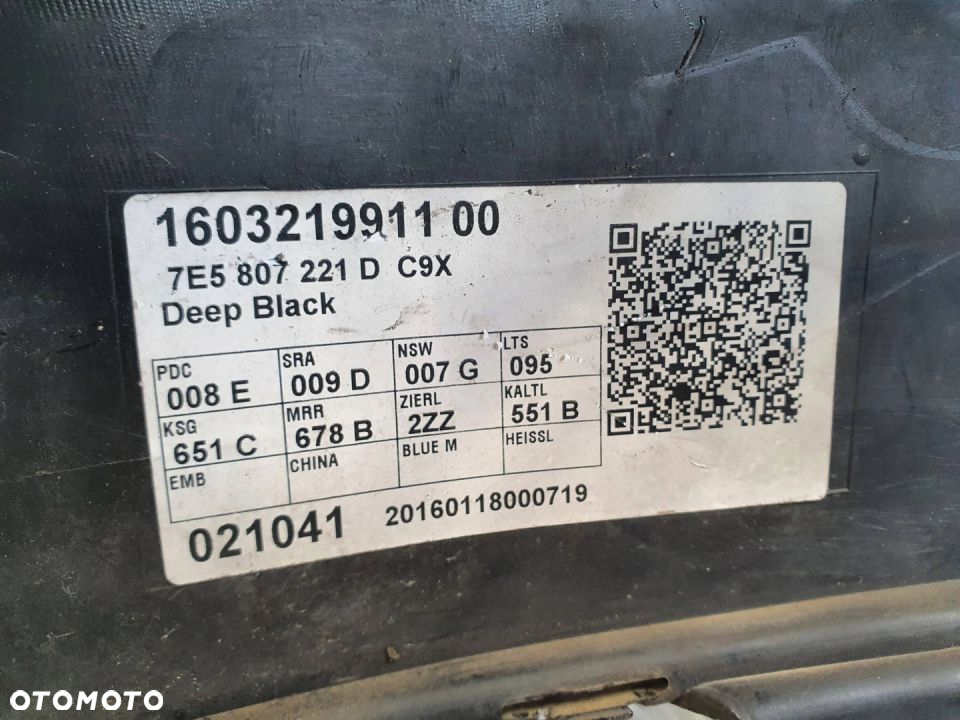 1603219911 00
7E5 807 221 D C9X
Deep Black
PDC SRA NSW LTS
008 E 009 D 007 G 095
KSG MRR ZIERL KALTL
651 C 678 B 2ZZ 551 B
EMB CHINA BLUE M HEISSL
021041 20160118000719
OTOMOTO